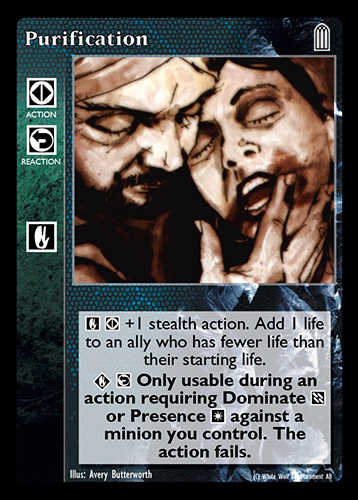 Purification
ACTION
REACTION
+1 stealth action. Add 1 life
to an ally who has fewer life than
their starting life.
Only usable during an
action requiring Dominate
or Presence against a
minion you control. The
action fails.
Illus: Avery Butterworth
(C) White Wolf Entertainment AB